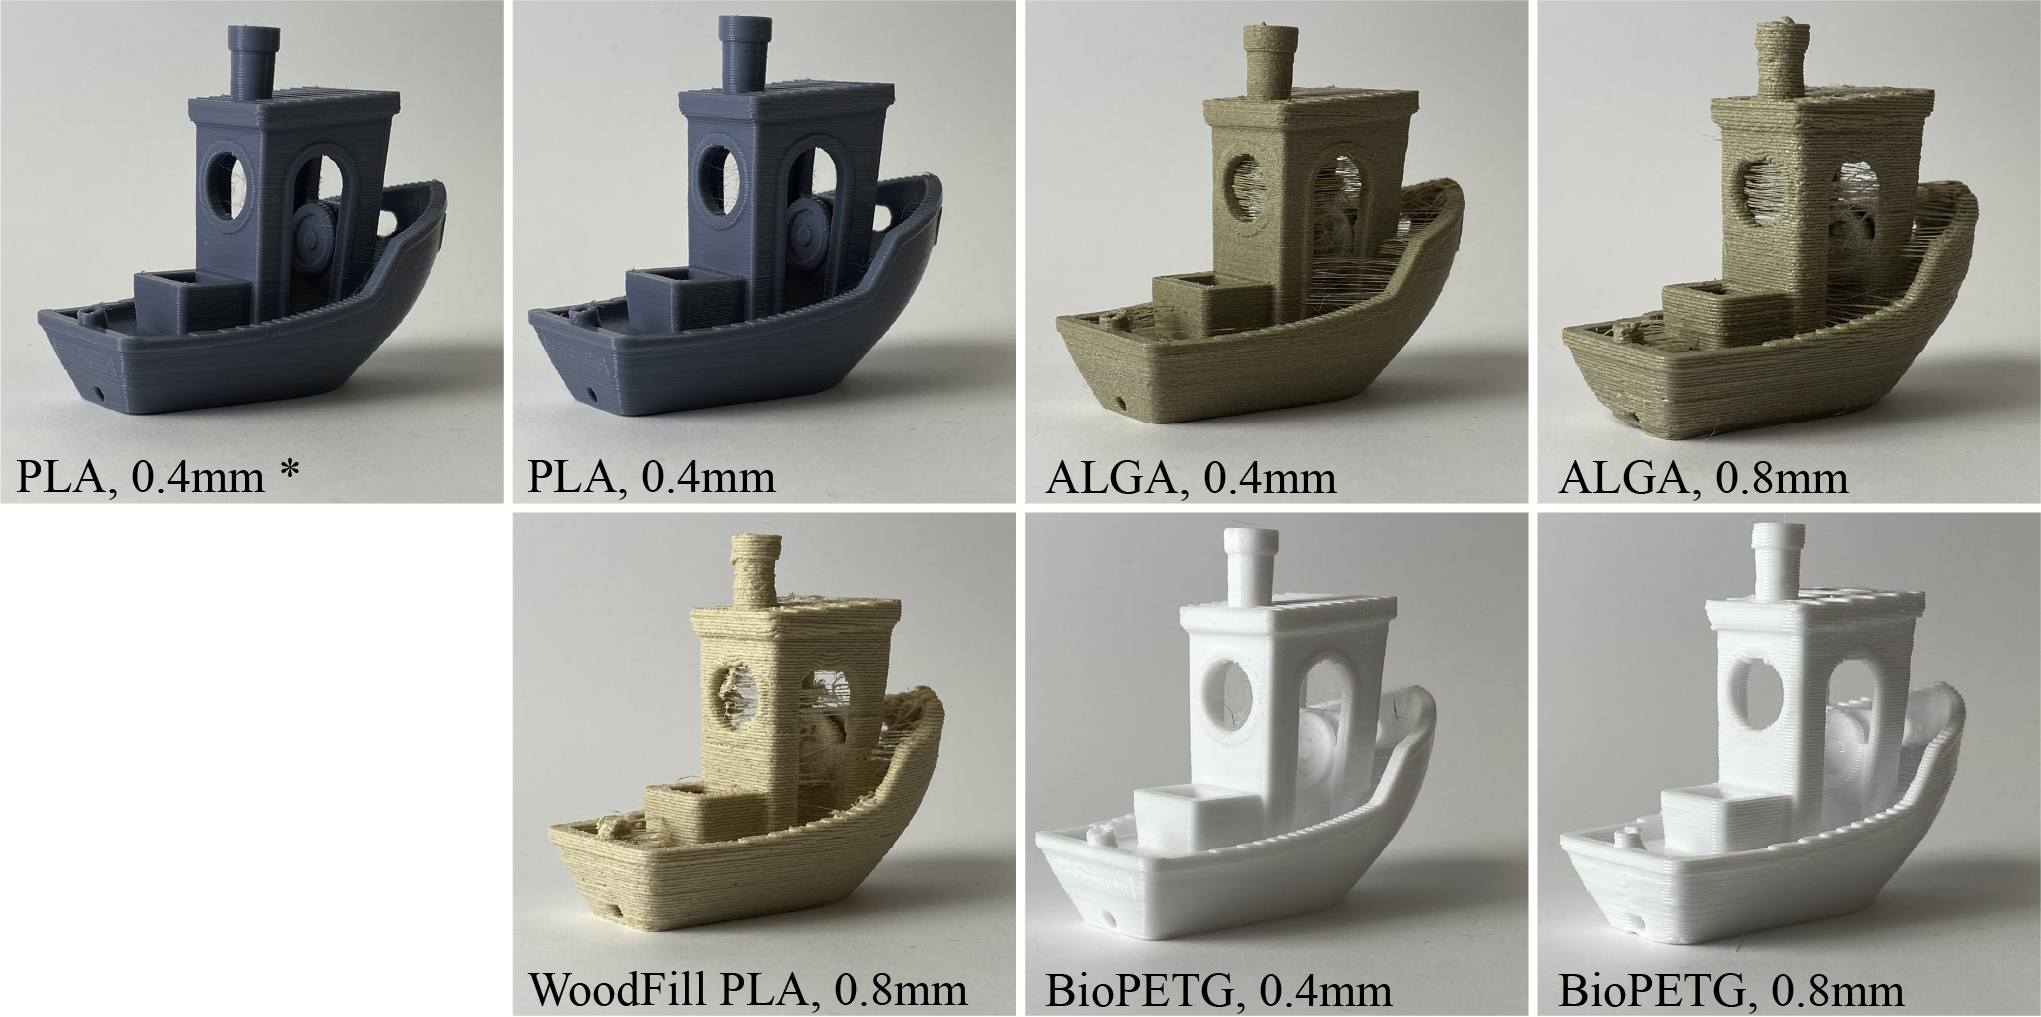 PLA, 0.4mm *
PLA, 0.4mm
ALGA, 0.4mm
ALGA, 0.8mm
WoodFill PLA, 0.8mm
BioPETG, 0.4mm
BioPETG, 0.8mm